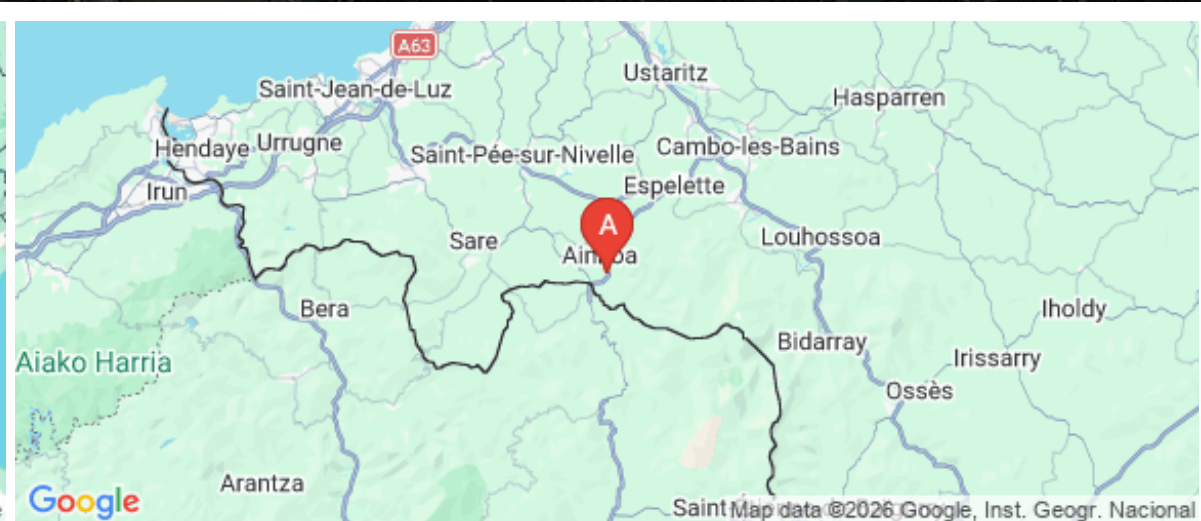 A63
Ustaritz
Saint-Jean-de-Luz
Hasparren
Hendaye
Urrugne
Saint-Pée-sur-Nivelle
Cambo-les-Bains
Irun
Espelette
A
Sare
Louhossoa
Bera
Iholdy
Bidarray
Aiako Harria
Irissarry
Ossès
Arantza
Google
Saint
Map data ©2026 Google, Inst. Geogr. Nacional